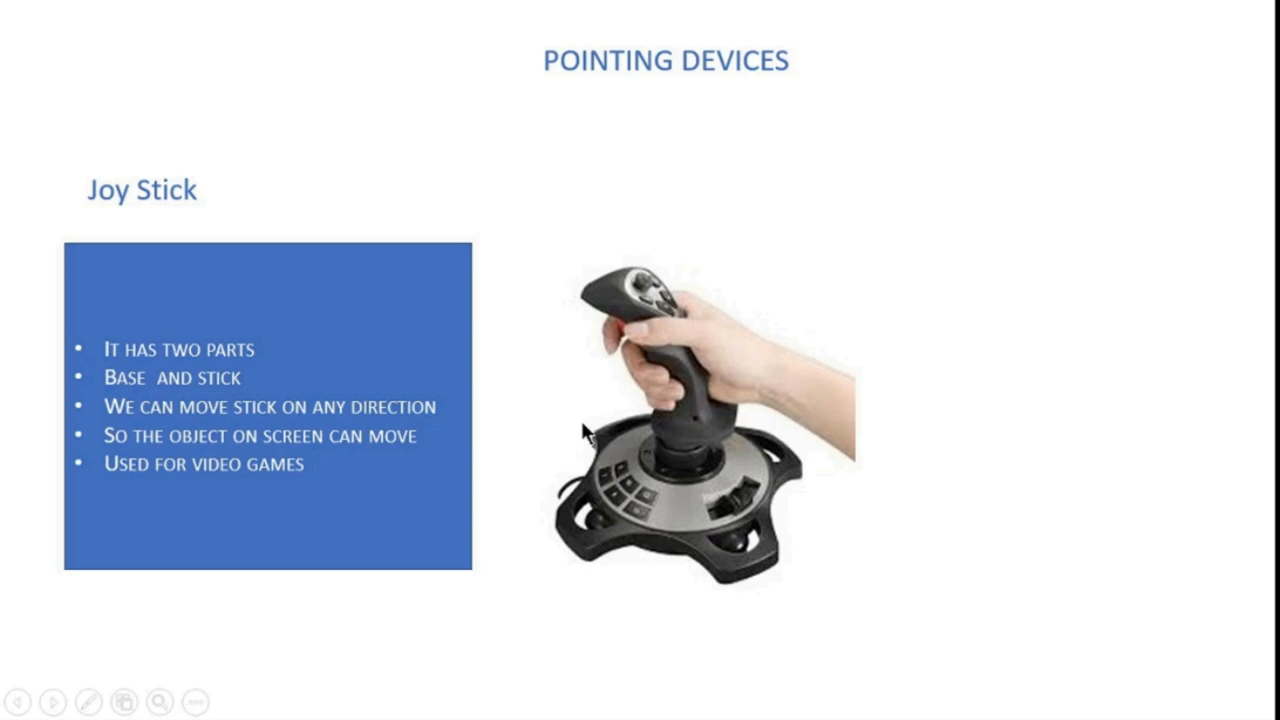 POINTING DEVICES
Joy Stick
• IT HAS TWO PARTS
• BASE AND STICK
• WE CAN MOVE STICK ON ANY DIRECTION
• SO THE OBJECT ON SCREEN CAN MOVE
• USED FOR VIDEO GAMES